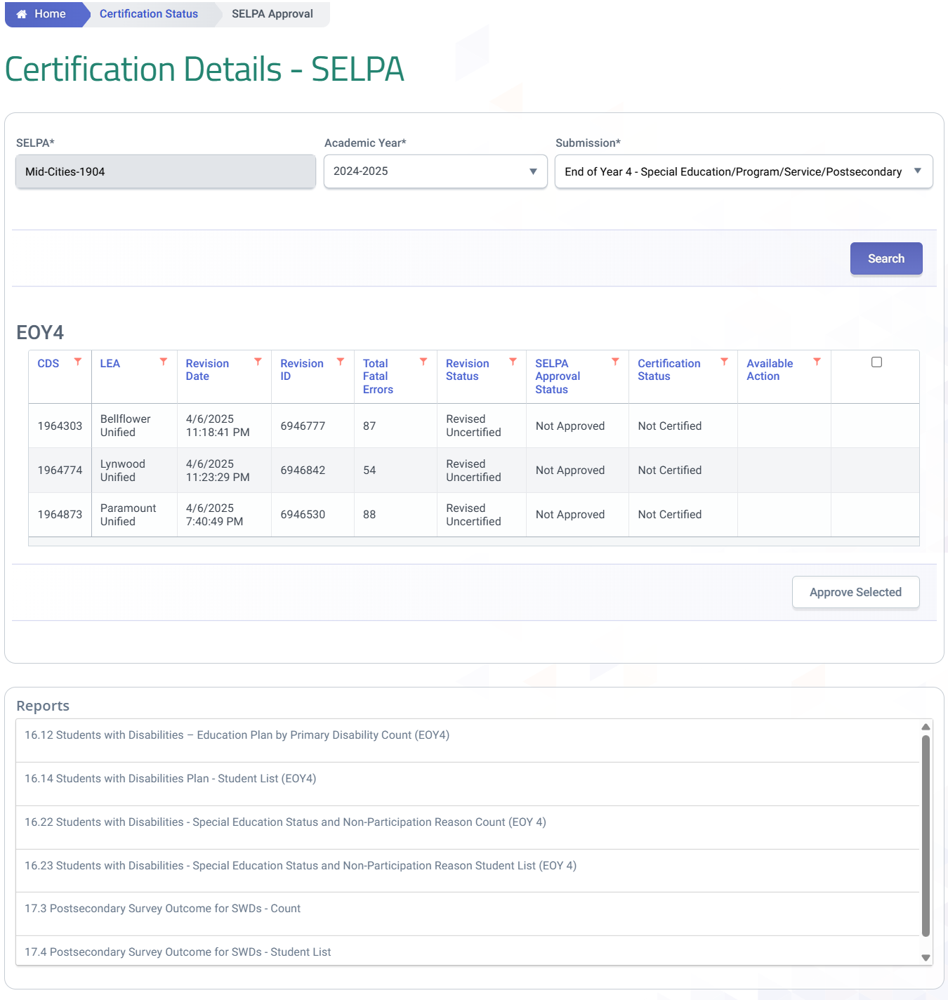 Home Certification Status SELPA Approval
Certification Details - SELPA
SELPA* Academic Year* Submission*
Mid-Cities-1904 2024-2025 End of Year 4 - Special Education/Program/Service/Postsecondary
Search
EOY4
CDS LEA Revision Date Revision ID Total Fatal Errors Revision Status SELPA Approval Status Certification Status Available Action
1964303 Bellflower Unified 4/6/2025 11:18:41 PM 6946777 87 Revised Uncertified Not Approved Not Certified
1964774 Lynwood Unified 4/6/2025 11:23:29 PM 6946842 54 Revised Uncertified Not Approved Not Certified
1964873 Paramount Unified 4/6/2025 7:40:49 PM 6946530 88 Revised Uncertified Not Approved Not Certified
Approve Selected
Reports
16.12 Students with Disabilities – Education Plan by Primary Disability Count (EOY4)
16.14 Students with Disabilities Plan - Student List (EOY4)
16.22 Students with Disabilities - Special Education Status and Non-Participation Reason Count (EOY 4)
16.23 Students with Disabilities - Special Education Status and Non-Participation Reason Student List (EOY 4)
17.3 Postsecondary Survey Outcome for SWDs - Count
17.4 Postsecondary Survey Outcome for SWDs - Student List